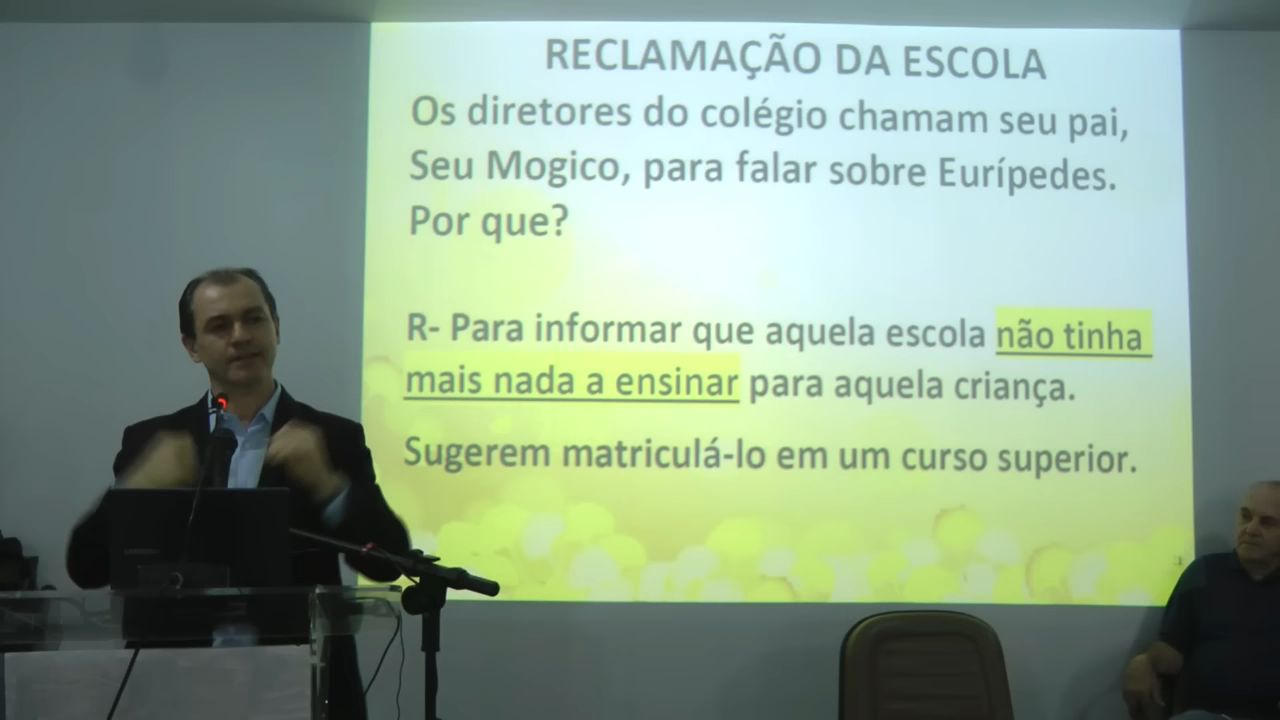 RECLAMAÇÃO DA ESCOLA
Os diretores do colégio chamam seu pai,
Seu Mogico, para falar sobre Eurípedes.
Por que?
R- Para informar que aquela escola não tinha
mais nada a ensinar para aquela criança.
Sugerem matriculá-lo em um curso superior.